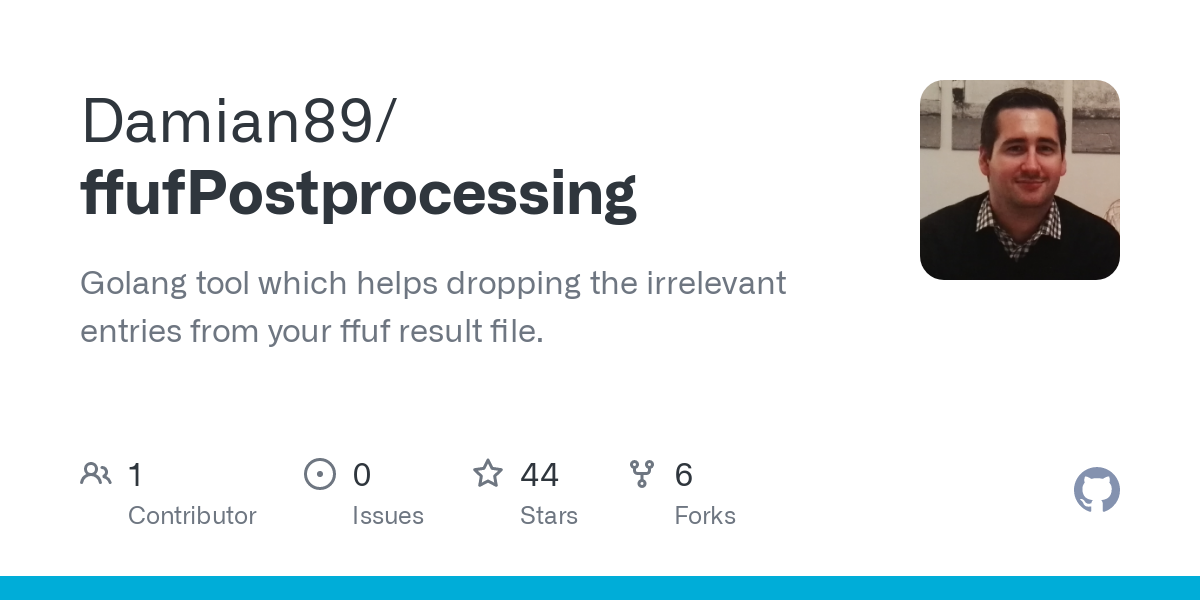 Damian89/
ffufPostprocessing
Golang tool which helps dropping the irrelevant
entries from your ffuf result file.
1
Contributor
0
Issues
44
Stars
6
Forks